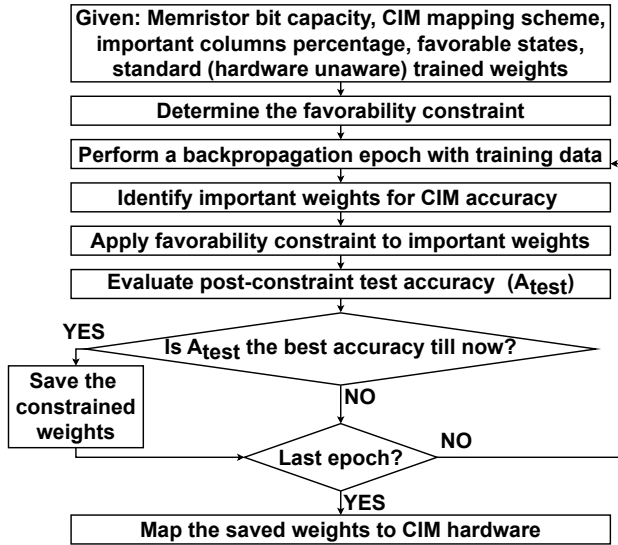 Given: Memristor bit capacity, CIM mapping scheme,
important columns percentage, favorable states,
standard (hardware unaware) trained weights
Determine the favorability constraint
Perform a backpropagation epoch with training data
Identify important weights for CIM accuracy
Apply favorability constraint to important weights
Evaluate post-constraint test accuracy (Atest)
YES
Is Atest the best accuracy till now?
Save the
constrained
weights
NO
Last epoch?
NO
YES
Map the saved weights to CIM hardware